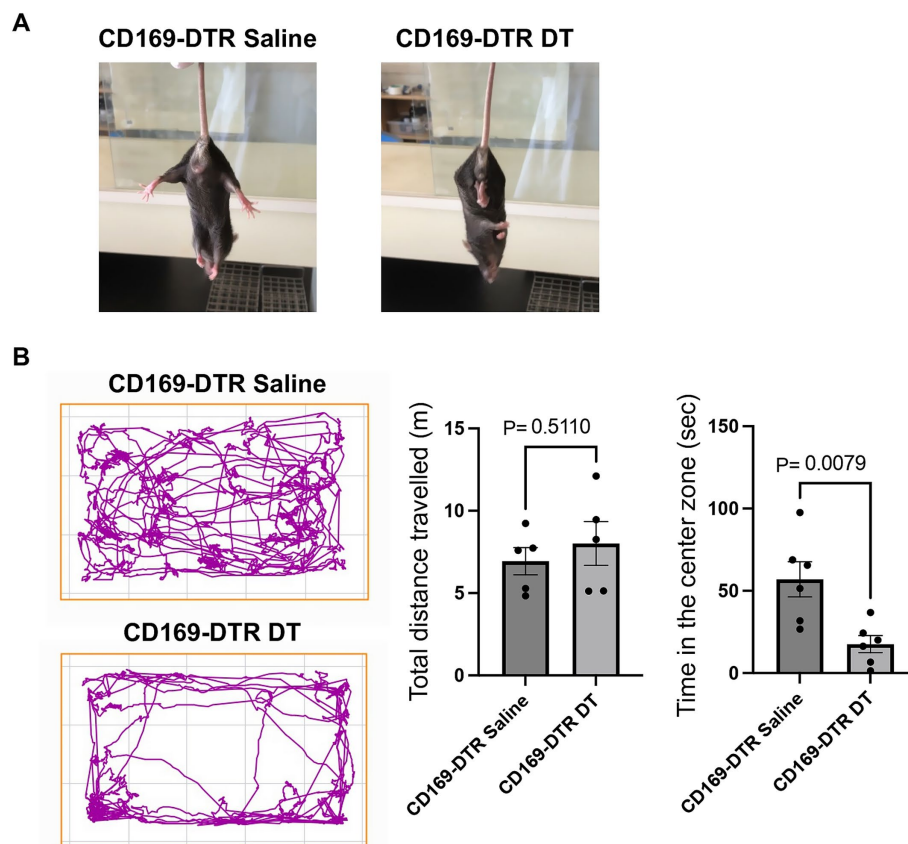 A
CD169-DTR Saline
CD169-DTR DT
B
CD169-DTR Saline
CD169-DTR DT
Total distance travelled (m)
15
10
5
0
P= 0.5110
CD169-DTR Saline
CD169-DTR DT
Time in the center zone (sec)
150
100
50
0
P= 0.0079
CD169-DTR Saline
CD169-DTR DT